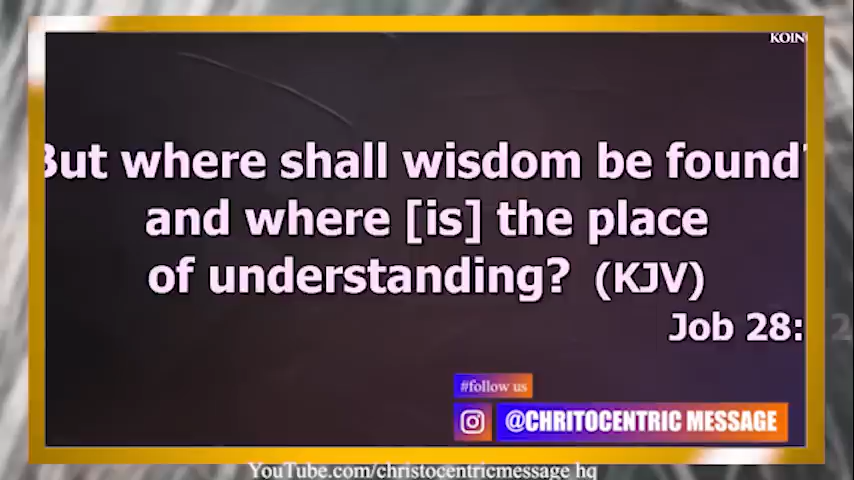 KOIN
But where shall wisdom be found?
and where [is] the place
of understanding? (KJV)
Job 28:
#follow us
@CHRITOCENTRIC MESSAGE
YouTube.com/christocentricmessage hq